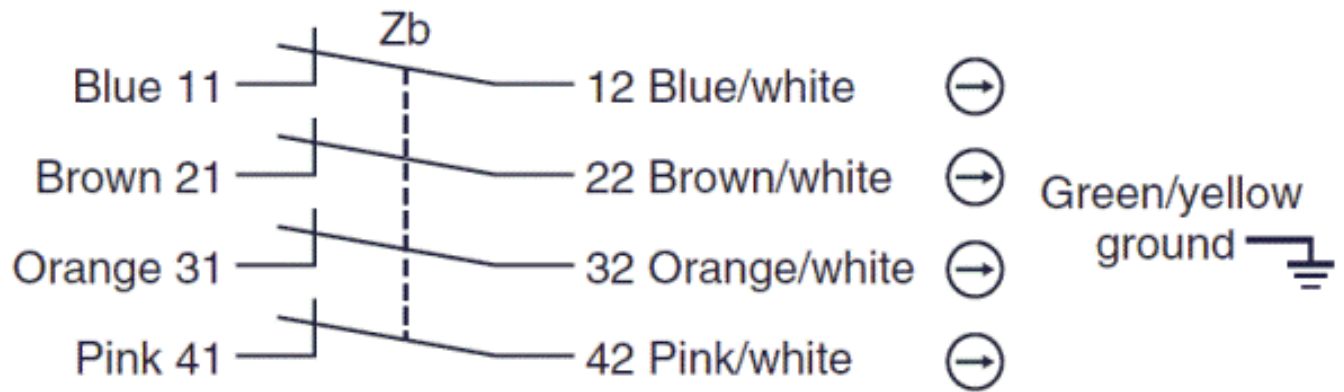 Zb
Blue 11
12 Blue/white
Brown 21
22 Brown/white
Orange 31
32 Orange/white
Pink 41
42 Pink/white
Green/yellow
ground